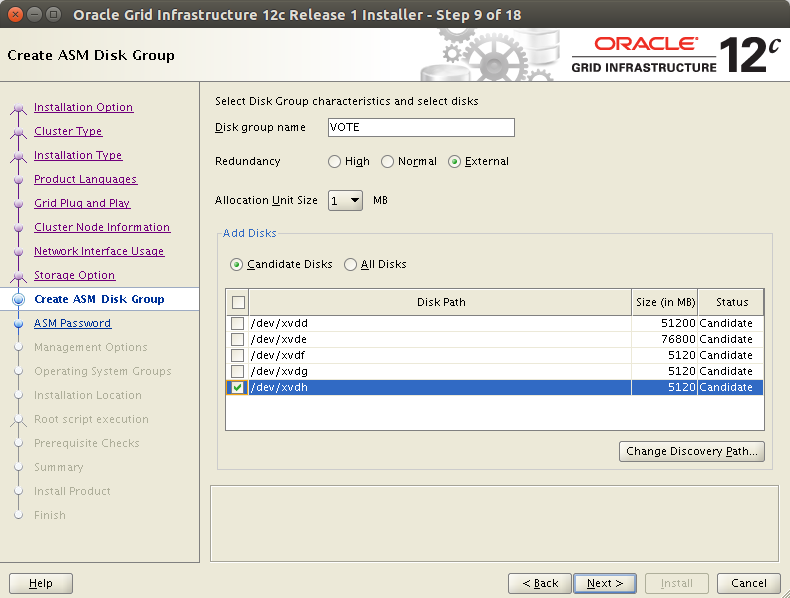 Oracle Grid Infrastructure 12c Release 1 Installer - Step 9 of 18
Create ASM Disk Group
ORACLE
GRID INFRASTRUCTURE 12c
Installation Option
Cluster Type
Installation Type
Product Languages
Grid Plug and Play
Cluster Node Information
Network Interface Usage
Storage Option
Create ASM Disk Group
ASM Password
Management Options
Operating System Groups
Installation Location
Root script execution
Prerequisite Checks
Summary
Install Product
Finish
Select Disk Group characteristics and select disks
Disk group name VOTE
Redundancy High Normal External
Allocation Unit Size 1 MB
Add Disks
Candidate Disks All Disks
Disk Path Size (in MB) Status
/dev/xvdd 51200 Candidate
/dev/xvde 76800 Candidate
/dev/xvdf 5120 Candidate
/dev/xvdg 5120 Candidate
/dev/xvdh 5120 Candidate
Change Discovery Path...
Help < Back Next > Install Cancel